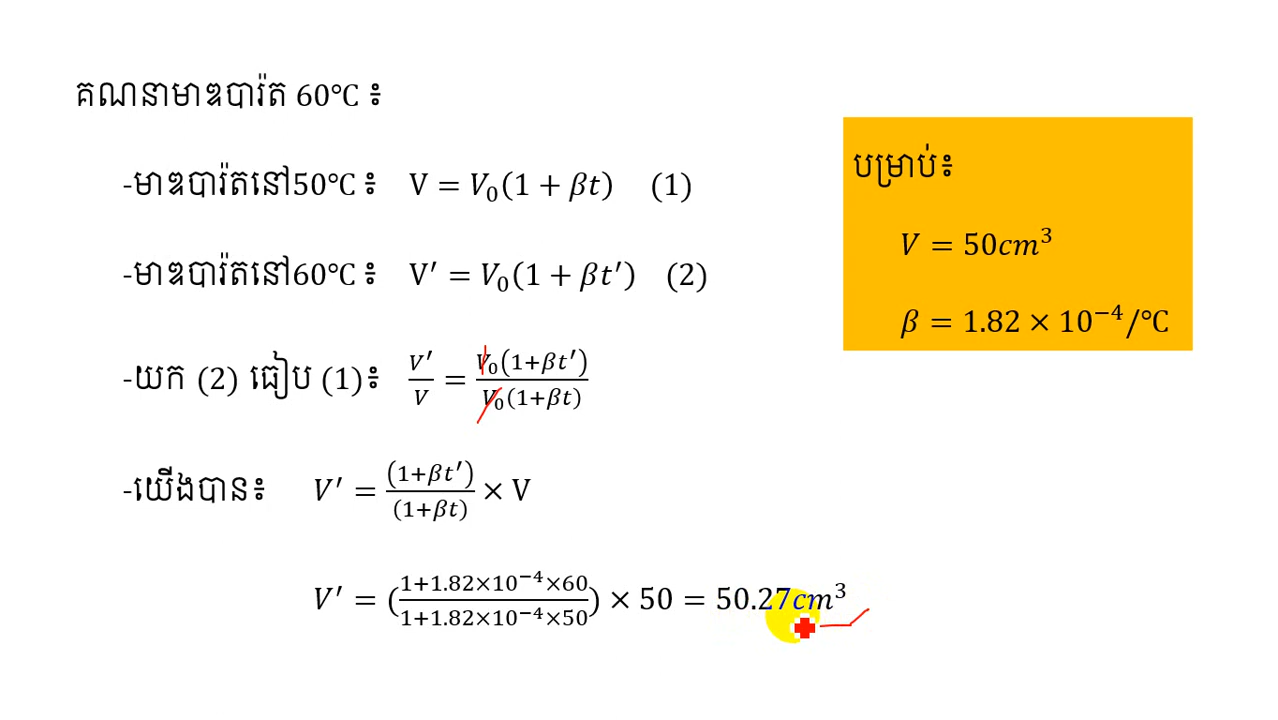 គណនាមាឌបារ៉ត 60°C ៖
-មាឌបារ៉តនៅ50°C ៖ V = V₀(1 + βt) (1)
-មាឌបារ៉តនៅ60°C ៖ V′ = V₀(1 + βt′) (2)
-យក (2) ធៀប (1)៖ V′/V = V₀(1+βt′)/V₀(1+βt)
-យើងបាន៖ V′ = (1+βt′)/(1+βt) × V
V′ = (1+1.82×10⁻⁴×60/1+1.82×10⁻⁴×50) × 50 = 50.27cm³
បម្រាប់៖
V = 50cm³
β = 1.82 × 10⁻⁴/°C